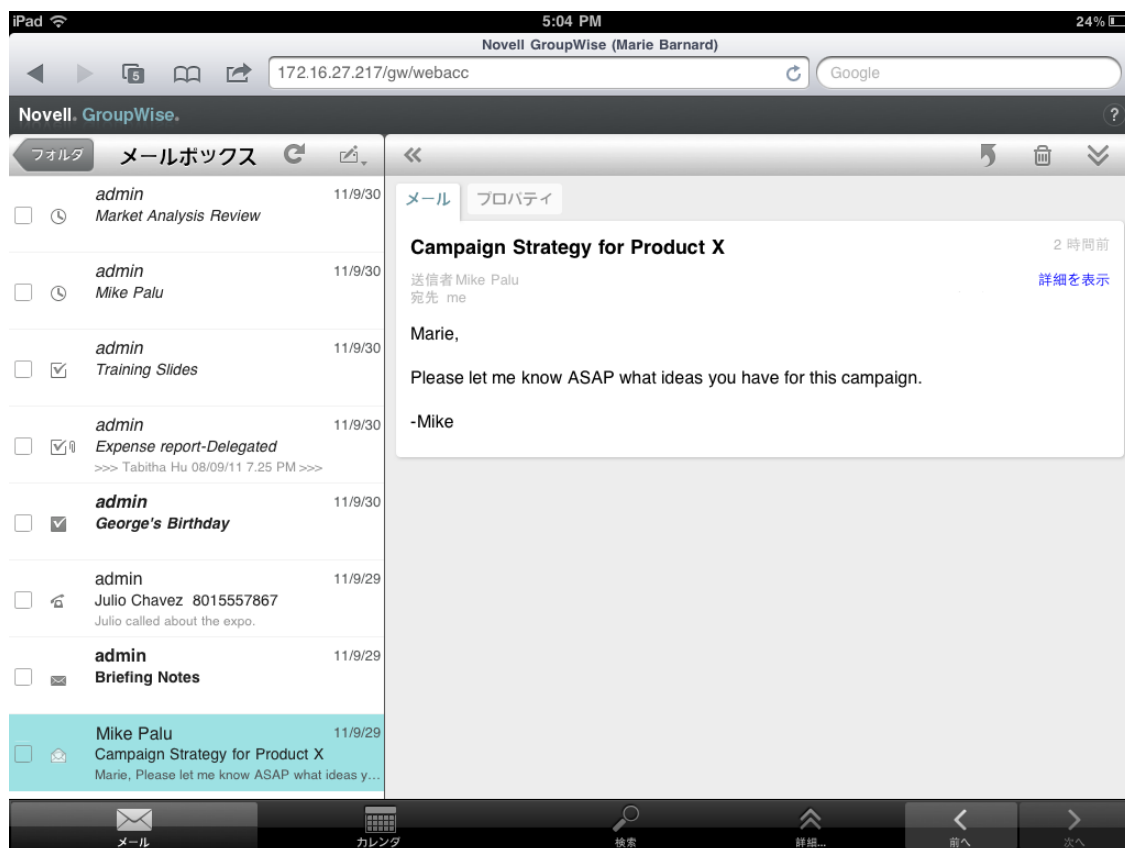 iPad 5:04 PM 24%
Novell GroupWise (Marie Barnard)
5 172.16.27.217/gw/webacc Google
Novell. GroupWise. ?
フォルダ メールボックス
admin 11/9/30
Market Analysis Review
admin 11/9/30
Mike Palu
admin 11/9/30
Training Slides
admin 11/9/30
Expense report-Delegated
>>> Tabitha Hu 08/09/11 7.25 PM >>>
admin 11/9/30
George's Birthday
admin 11/9/29
Julio Chavez 8015557867
Julio called about the expo.
admin 11/9/29
Briefing Notes
Mike Palu 11/9/29
Campaign Strategy for Product X
Marie, Please let me know ASAP what ideas y...
メール プロパティ
Campaign Strategy for Product X 2 時間前
送信者 Mike Palu 詳細を表示
宛先 me
Marie,
Please let me know ASAP what ideas you have for this campaign.
-Mike
メール カレンダ 検索 詳細... 前へ 次へ